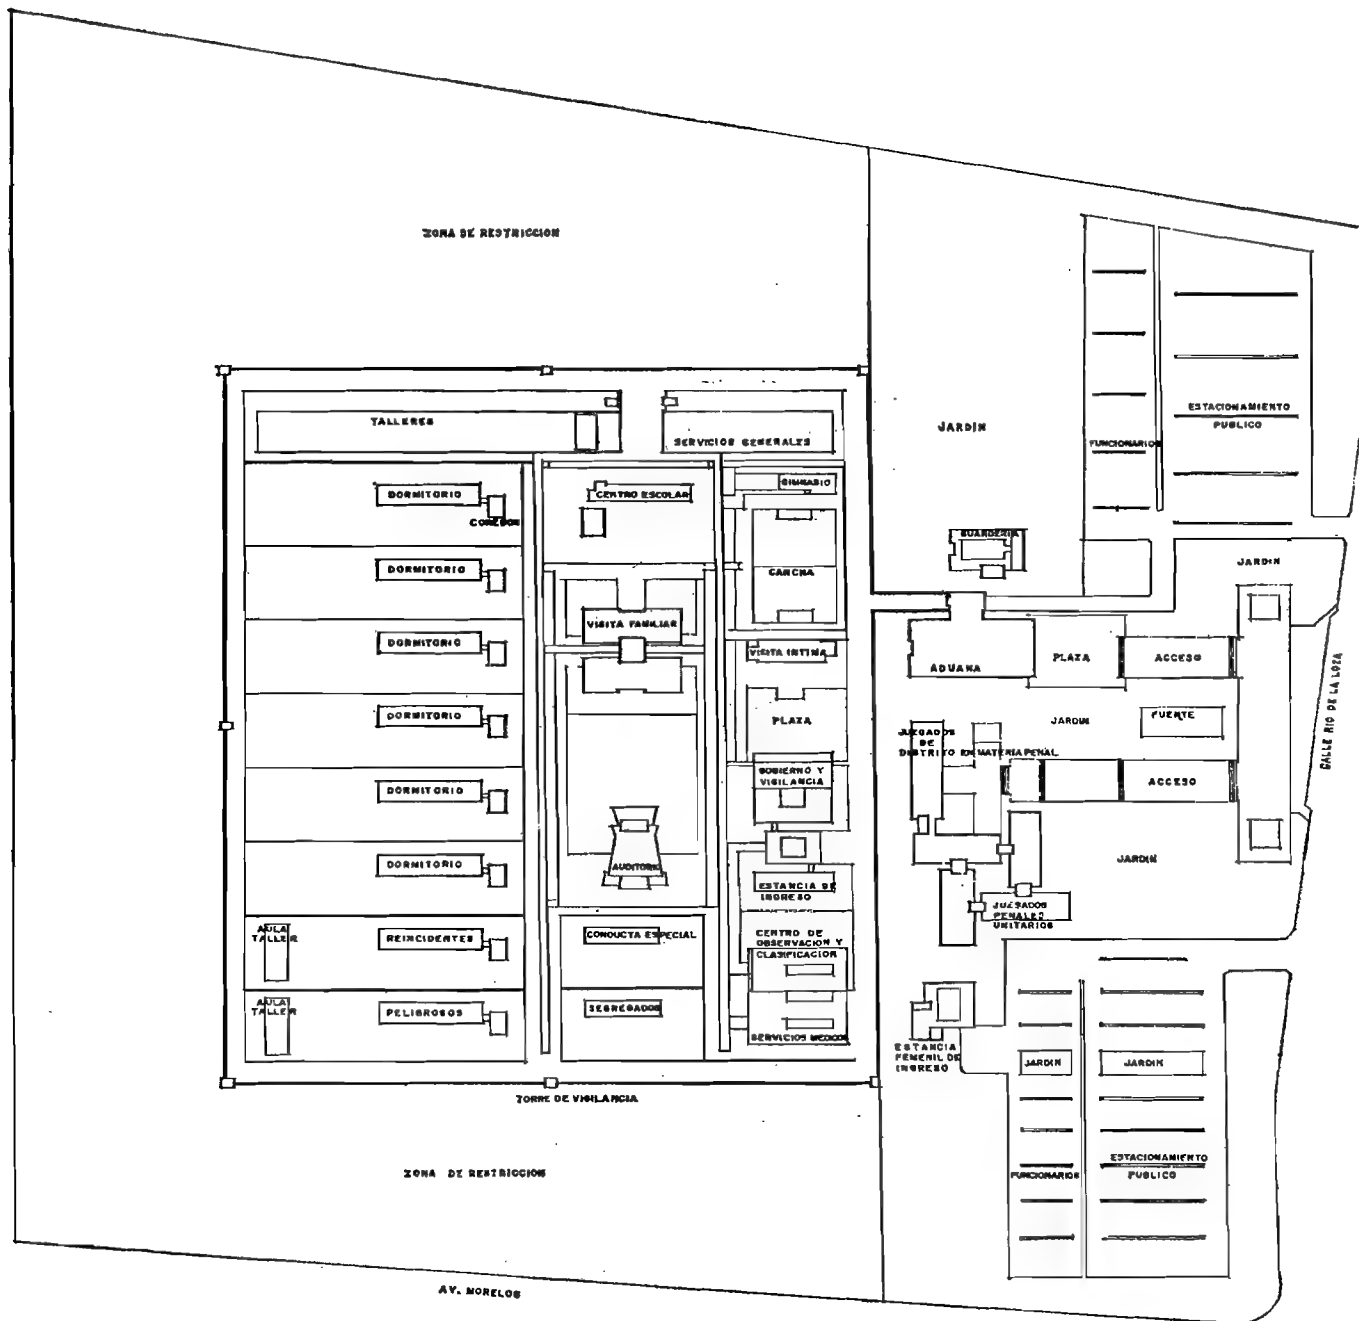 ZONA DE RESTRICCION
TALLERES
SERVICIOS GENERALES
JARDIN
FUNCIONARIOS
ESTACIONAMIENTO
PUBLICO
DORMITORIO
COMEDOR
CENTRO ESCOLAR
GIMNASIO
GUARDERIA
JARDIN
DORMITORIO
CANCHA
DORMITORIO
VISITA FAMILIAR
VISITA INTIMA
ADUANA
PLAZA
ACCESO
CALLE RIO DE LA LOZA
DORMITORIO
PLAZA
JUZGADOS
DE
DISTRITO EN MATERIA PENAL
JARDIN
FUENTE
DORMITORIO
GOBIERNO Y
VIGILANCIA
ACCESO
DORMITORIO
AUDITORIO
ESTANCIA DE
INGRESO
JARDIN
JUZGADOS
PENALES
UNITARIOS
AULA
TALLER
REINCIDENTES
CONDUCTA ESPECIAL
CENTRO DE
OBSERVACION Y
CLASIFICACION
AULA
TALLER
PELIGROSOS
SEGREGADOS
SERVICIOS MEDICOS
ESTANCIA
FEMENIL DE
INGRESO
JARDIN
JARDIN
TORRE DE VIGILANCIA
ZONA DE RESTRICCION
FUNCIONARIOS
ESTACIONAMIENTO
PUBLICO
AV. MORELOS